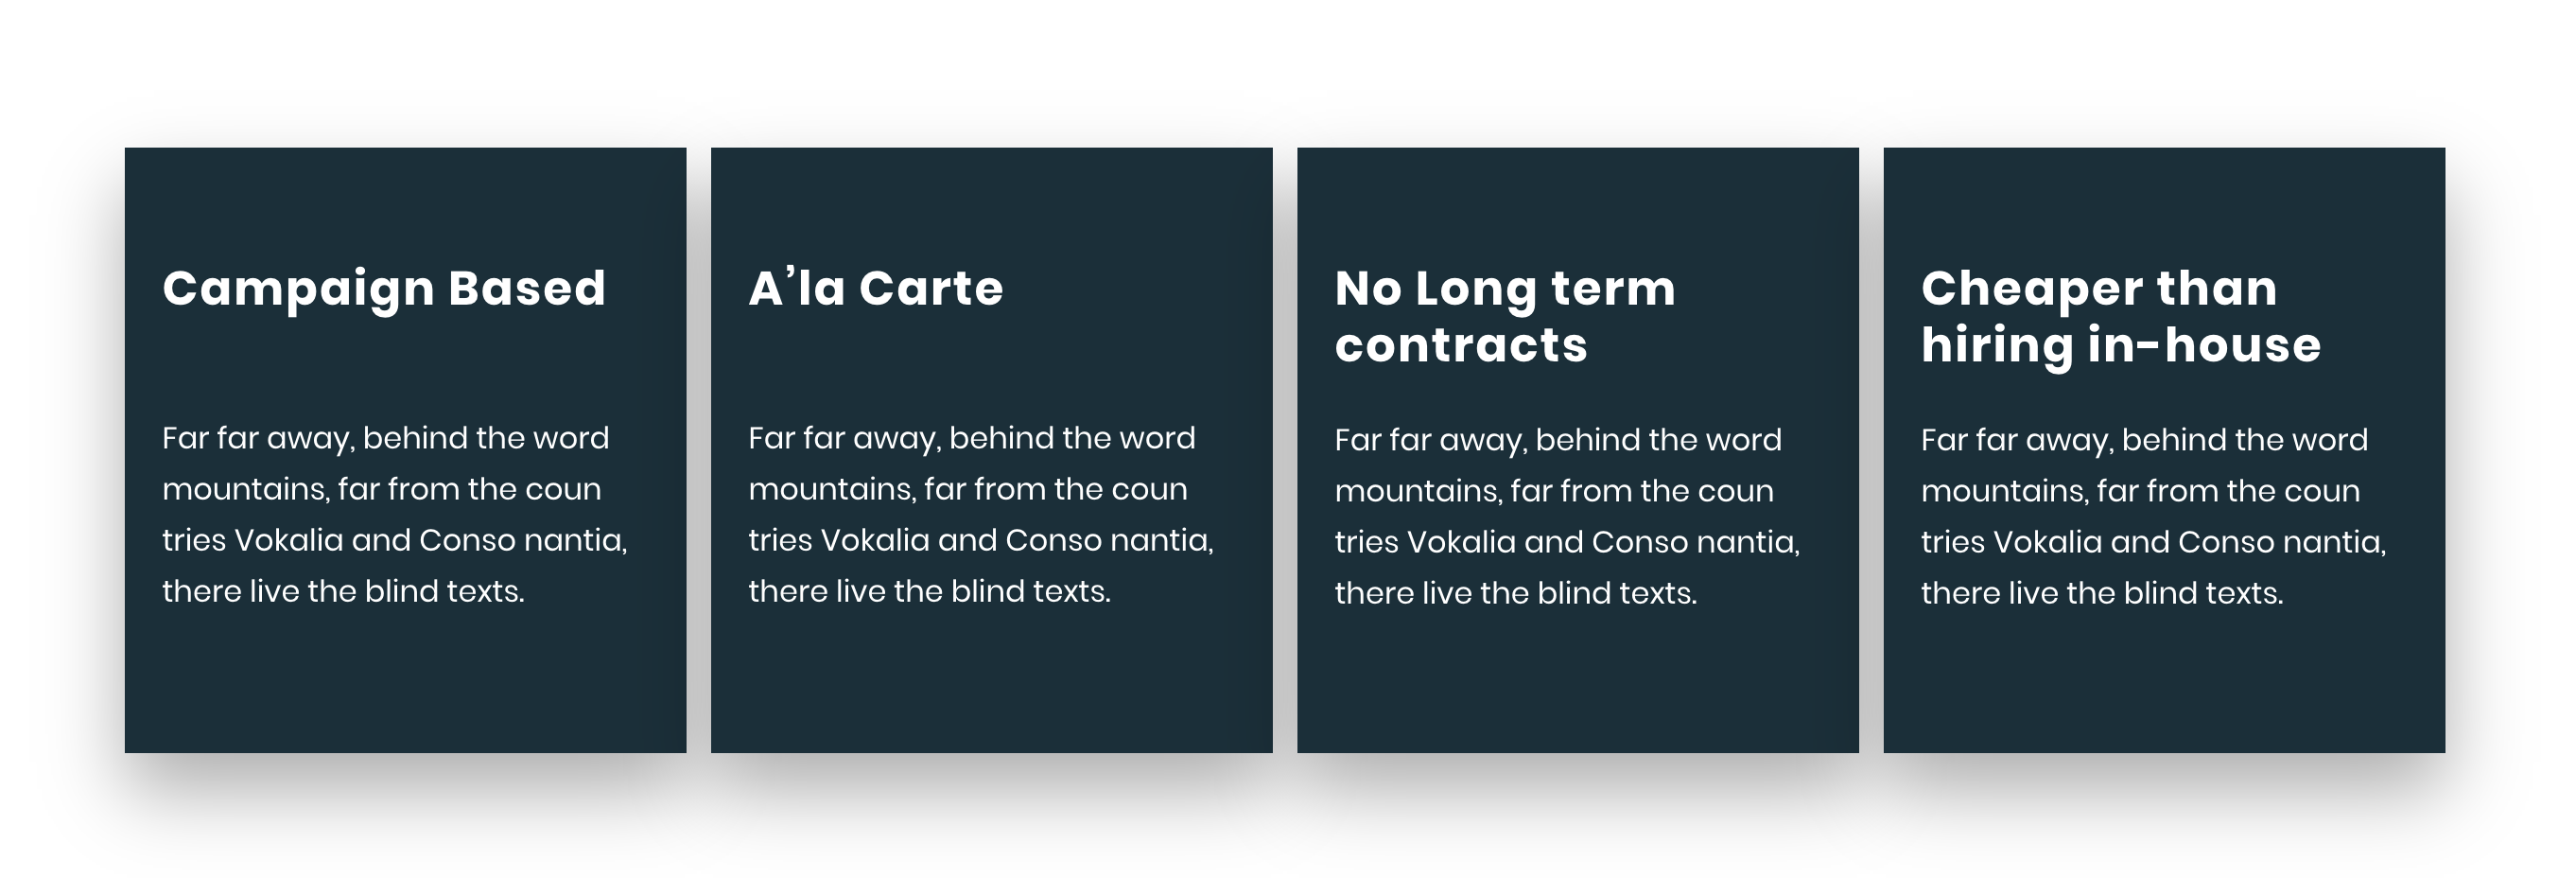 Campaign Based
Far far away, behind the word
mountains, far from the coun
tries Vokalia and Conso nantia,
there live the blind texts.
A’la Carte
Far far away, behind the word
mountains, far from the coun
tries Vokalia and Conso nantia,
there live the blind texts.
No Long term
contracts
Far far away, behind the word
mountains, far from the coun
tries Vokalia and Conso nantia,
there live the blind texts.
Cheaper than
hiring in-house
Far far away, behind the word
mountains, far from the coun
tries Vokalia and Conso nantia,
there live the blind texts.